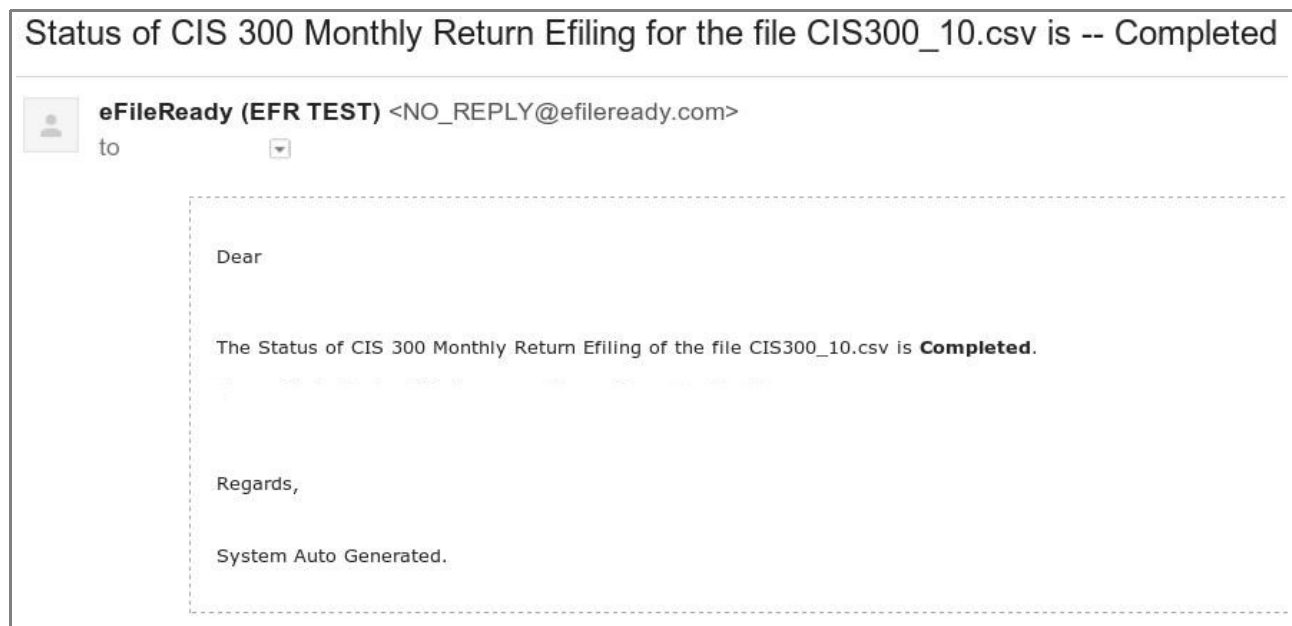 Status of CIS 300 Monthly Return Efiling for the file CIS300_10.csv is -- Completed
eFileReady (EFR TEST) <NO_REPLY@efileready.com>
to
Dear
The Status of CIS 300 Monthly Return Efiling of the file CIS300_10.csv is Completed.
Regards,
System Auto Generated.